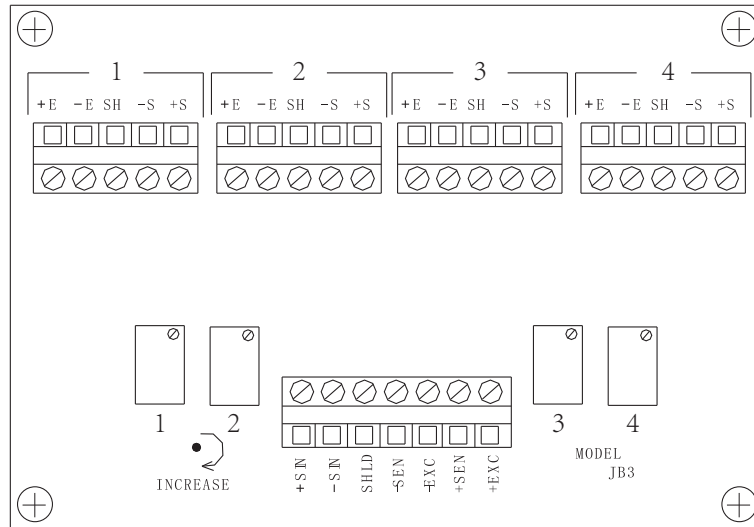 1 2 3 4
+E -E SH -S +S +E -E SH -S +S +E -E SH -S +S +E -E SH -S +S
1 2 3 4
INCREASE
+SIN
-SIN
SHLD
-SEN
-EXC
+SEN
+EXC
MODEL
JB3